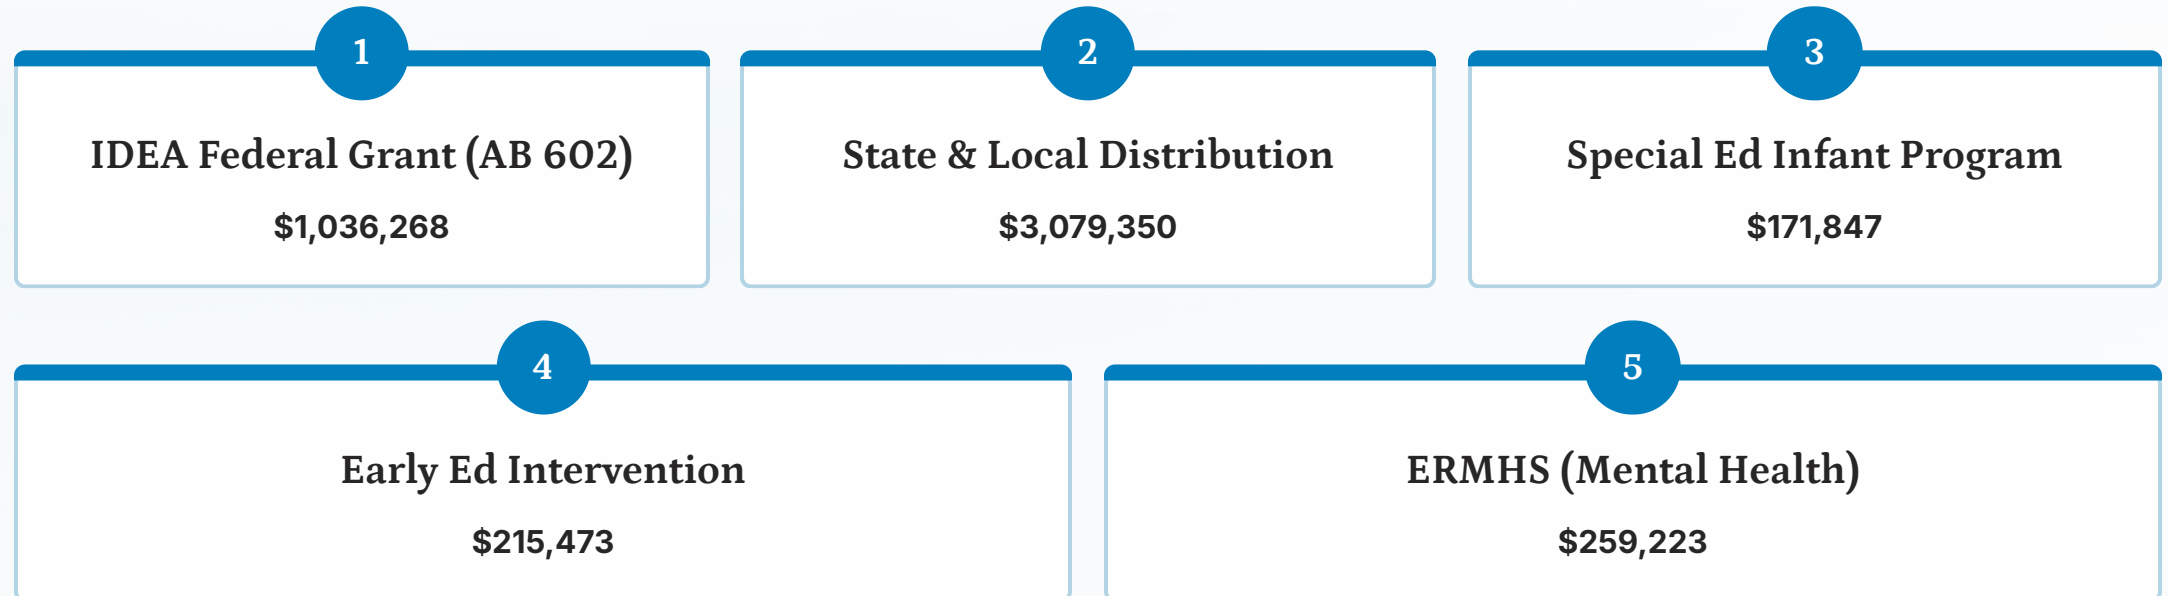 1
IDEA Federal Grant (AB 602)
$1,036,268
2
State & Local Distribution
$3,079,350
3
Special Ed Infant Program
$171,847
4
Early Ed Intervention
$215,473
5
ERMHS (Mental Health)
$259,223